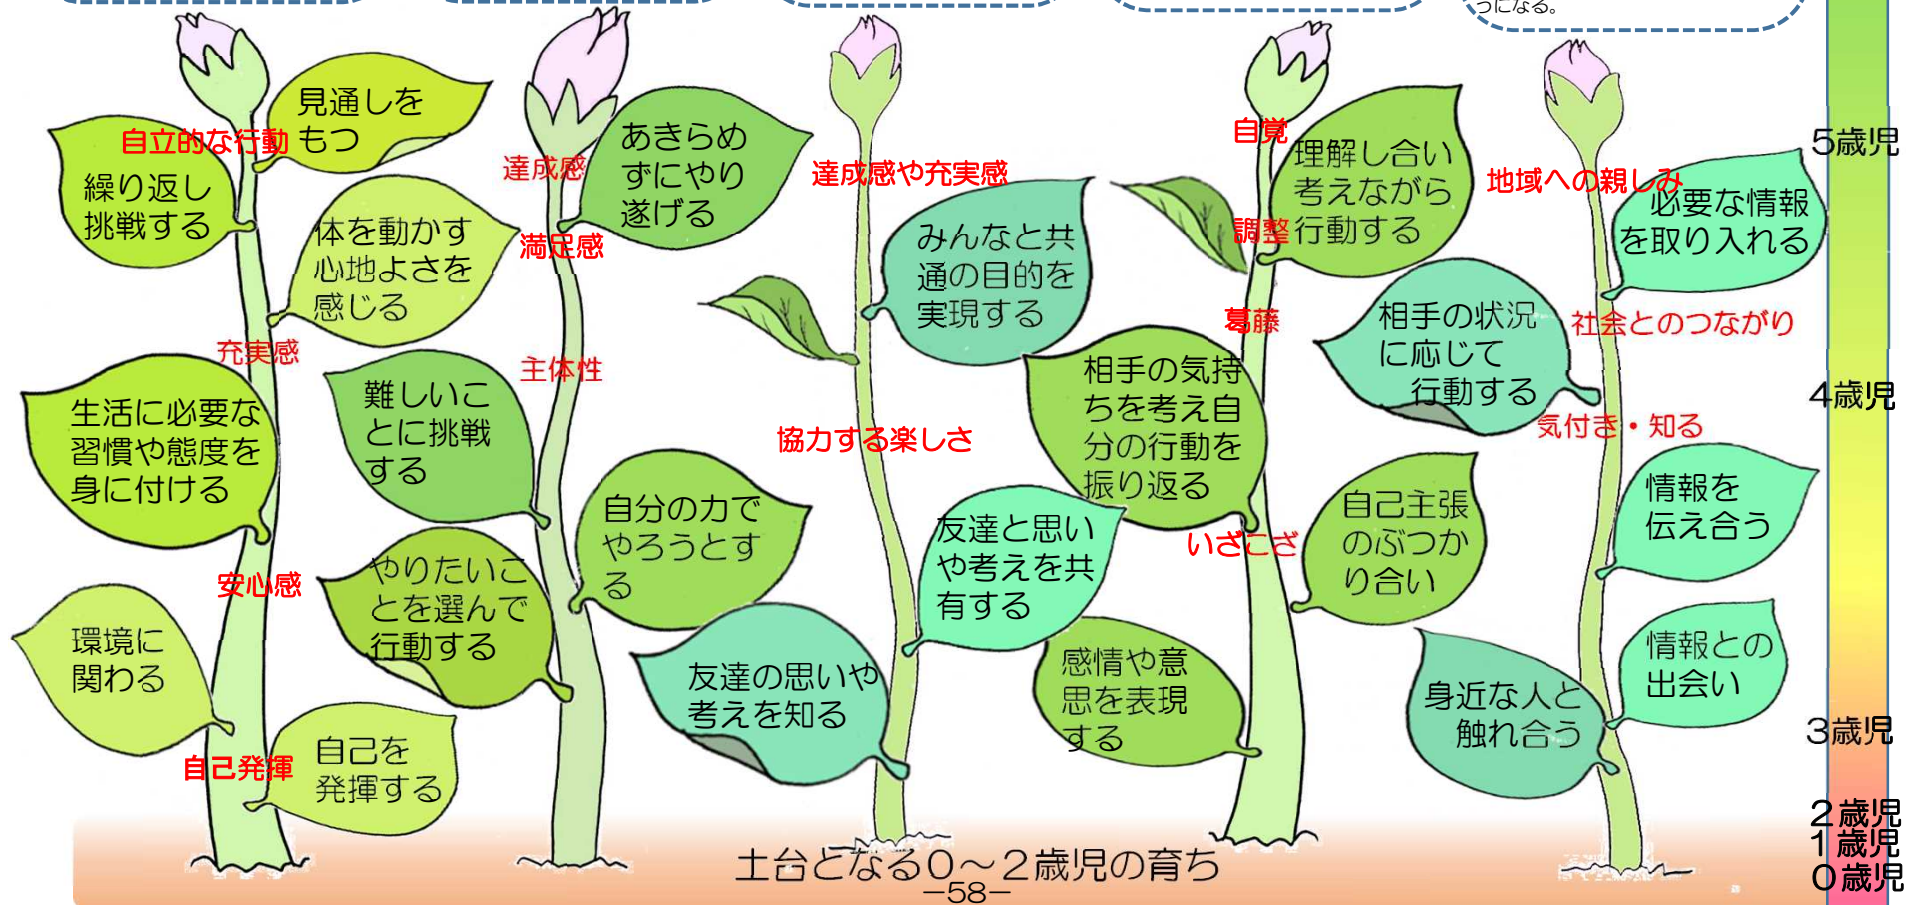 うになる。
見通しを
もつ
自立的な行動
繰り返し
挑戦する
体を動かす
心地よさを
感じる
充実感
生活に必要な
習慣や態度を
身に付ける
安心感
環境に
関わる
自己発揮
自己を
発揮する
あきらめ
ずにやり
遂げる
達成感
満足感
主体性
難しいこ
とに挑戦
する
自分の力で
やろうとす
る
やりたいこ
とを選んで
行動する
達成感や充実感
みんなと共
通の目的を
実現する
協力する楽しさ
友達と思い
や考えを共
有する
友達の思いや
考えを知る
自覚
理解し合い
考えながら
行動する
調整
葛藤
相手の気持
ちを考え自
分の行動を
振り返る
いざこざ
自己主張
のぶつか
り合い
感情や意
思を表現
する
地域への親しみ
必要な情報
を取り入れる
相手の状況
に応じて
行動する
社会とのつながり
気付き・知る
情報を
伝え合う
情報との
出会い
身近な人と
触れ合う
5歳児
4歳児
3歳児
2歳児
1歳児
0歳児
土台となる0～2歳児の育ち
－58－